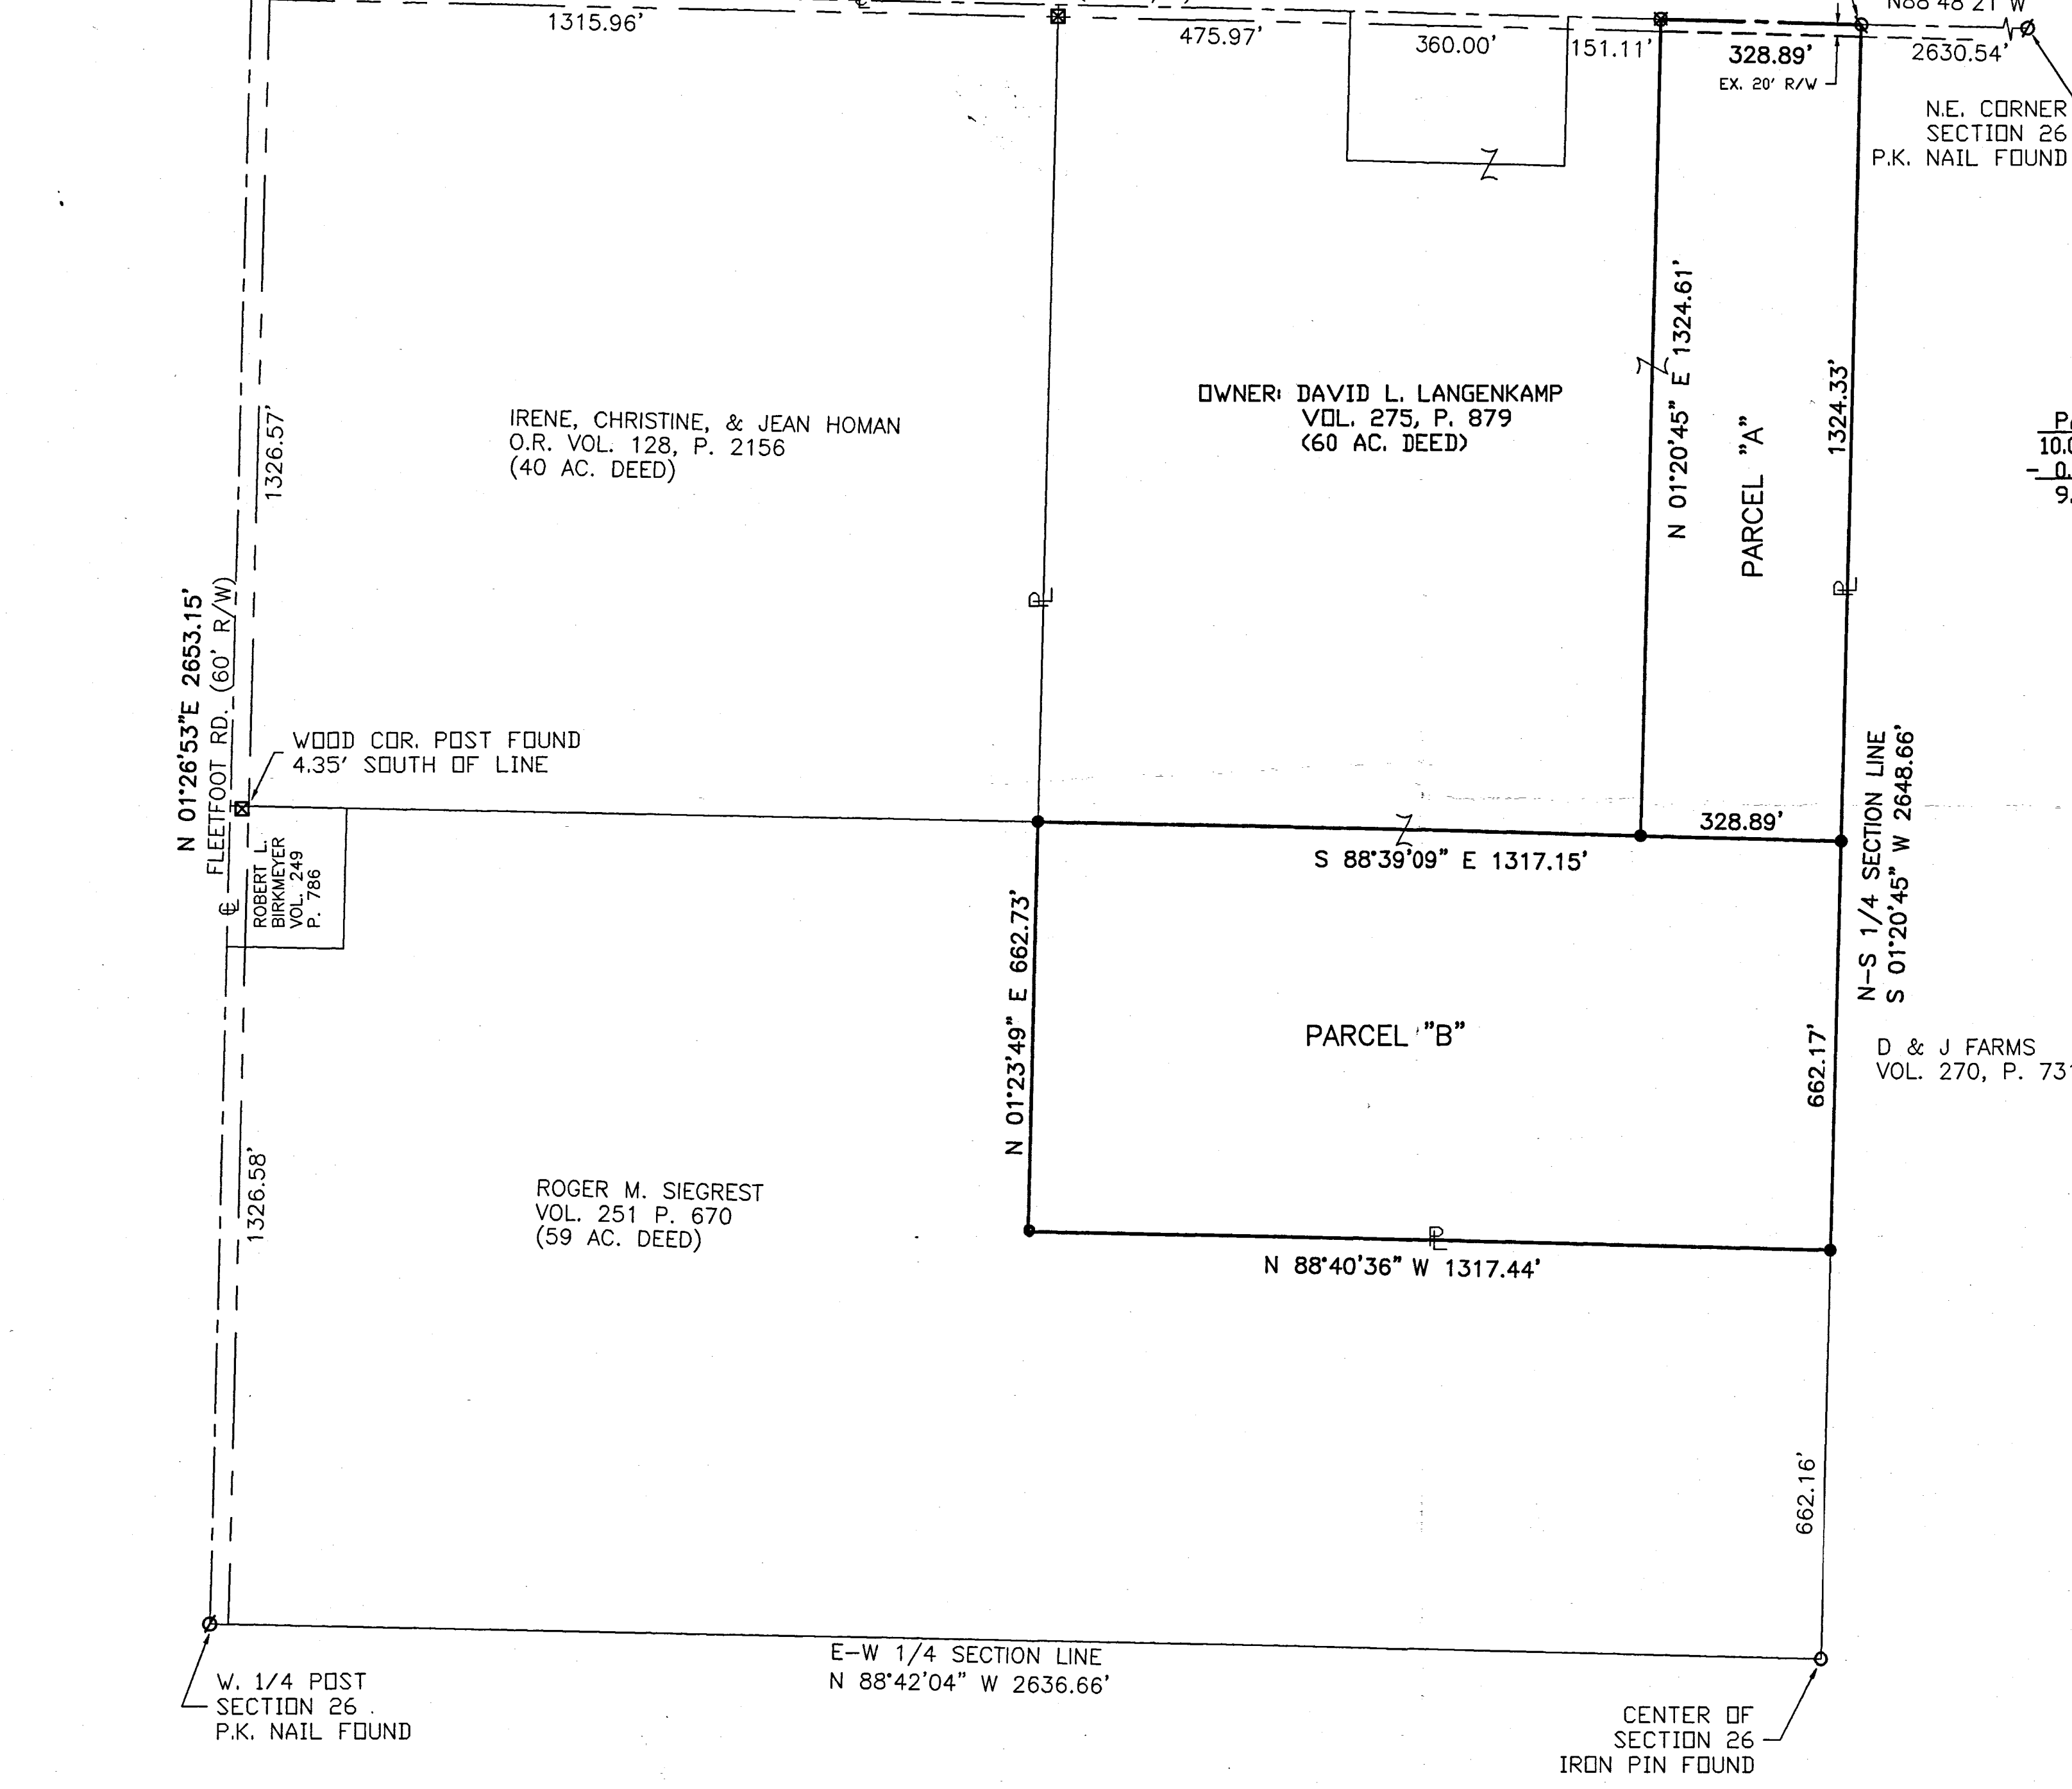 1315.96'
475.97'
360.00'
151.11'
328.89'
EX. 20' R/W
2630.54'
N.E. CORNER
SECTION 26
P.K. NAIL FOUND
IRENE, CHRISTINE, & JEAN HOMAN
O.R. VOL. 128, P. 2156
(40 AC. DEED)
OWNER: DAVID L. LANGENKAMP
VOL. 275, P. 879
(60 AC. DEED)
N 01°20'45" E 1324.61'
PARCEL "A"
1324.33'
10.0
- 0.
9.
1326.57'
N 01°26'53"E 2653.15'
FLEETFOOT RD. (60' R/W)
WOOD COR. POST FOUND
4.35' SOUTH OF LINE
ROBERT L.
BIRKMEYER
VOL. 249
P. 786
328.89'
S 88°39'09" E 1317.15'
N-S 1/4 SECTION LINE
S 01°20'45" W 2648.66'
N 01°23'49" E 662.73'
PARCEL "B"
662.17'
D & J FARMS
VOL. 270, P. 731
1326.58'
ROGER M. SIEGREST
VOL. 251 P. 670
(59 AC. DEED)
N 88°40'36" W 1317.44'
662.16'
E-W 1/4 SECTION LINE
N 88°42'04" W 2636.66'
W. 1/4 POST
SECTION 26
P.K. NAIL FOUND
CENTER OF
SECTION 26
IRON PIN FOUND